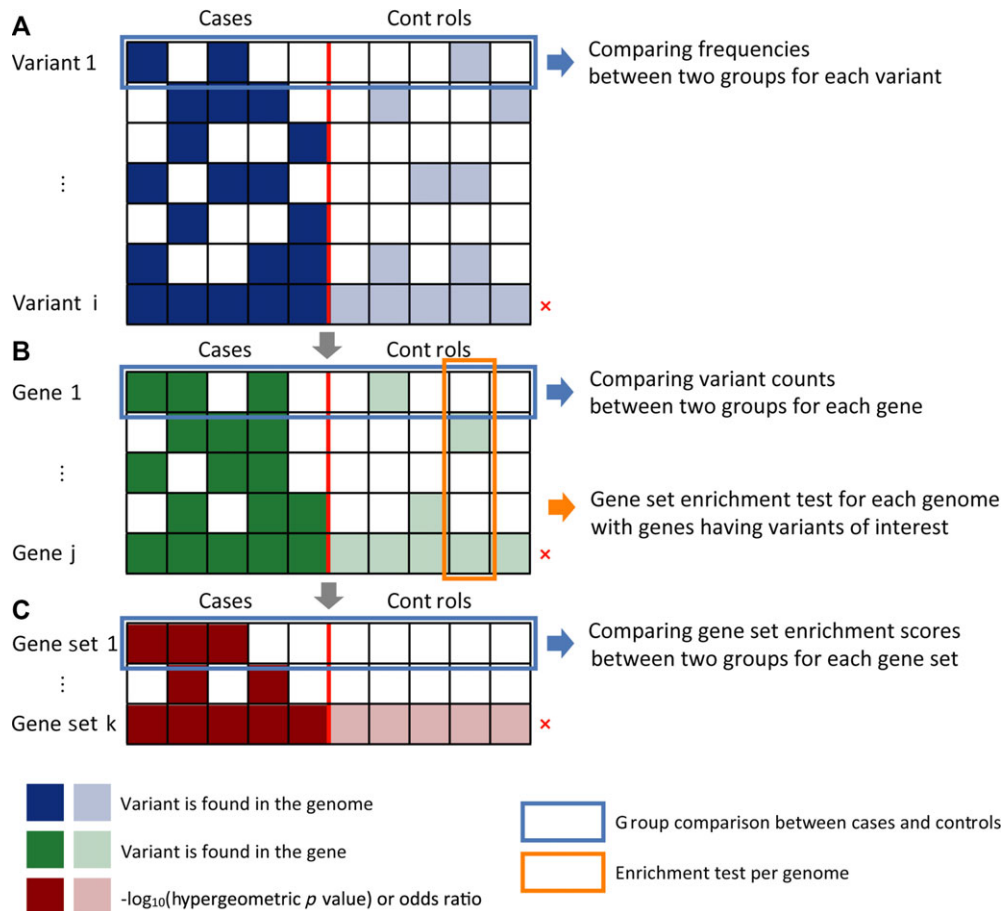 A
Cases
Cont rols
Variant 1
Comparing frequencies
between two groups for each variant
⋮
Variant i
×
B
Cases
Cont rols
Gene 1
Comparing variant counts
between two groups for each gene
⋮
Gene set enrichment test for each genome
with genes having variants of interest
Gene j
×
C
Cases
Cont rols
Gene set 1
Comparing gene set enrichment scores
between two groups for each gene set
⋮
Gene set k
×
Variant is found in the genome
Group comparison between cases and controls
Variant is found in the gene
Enrichment test per genome
-log₁₀(hypergeometric p value) or odds ratio